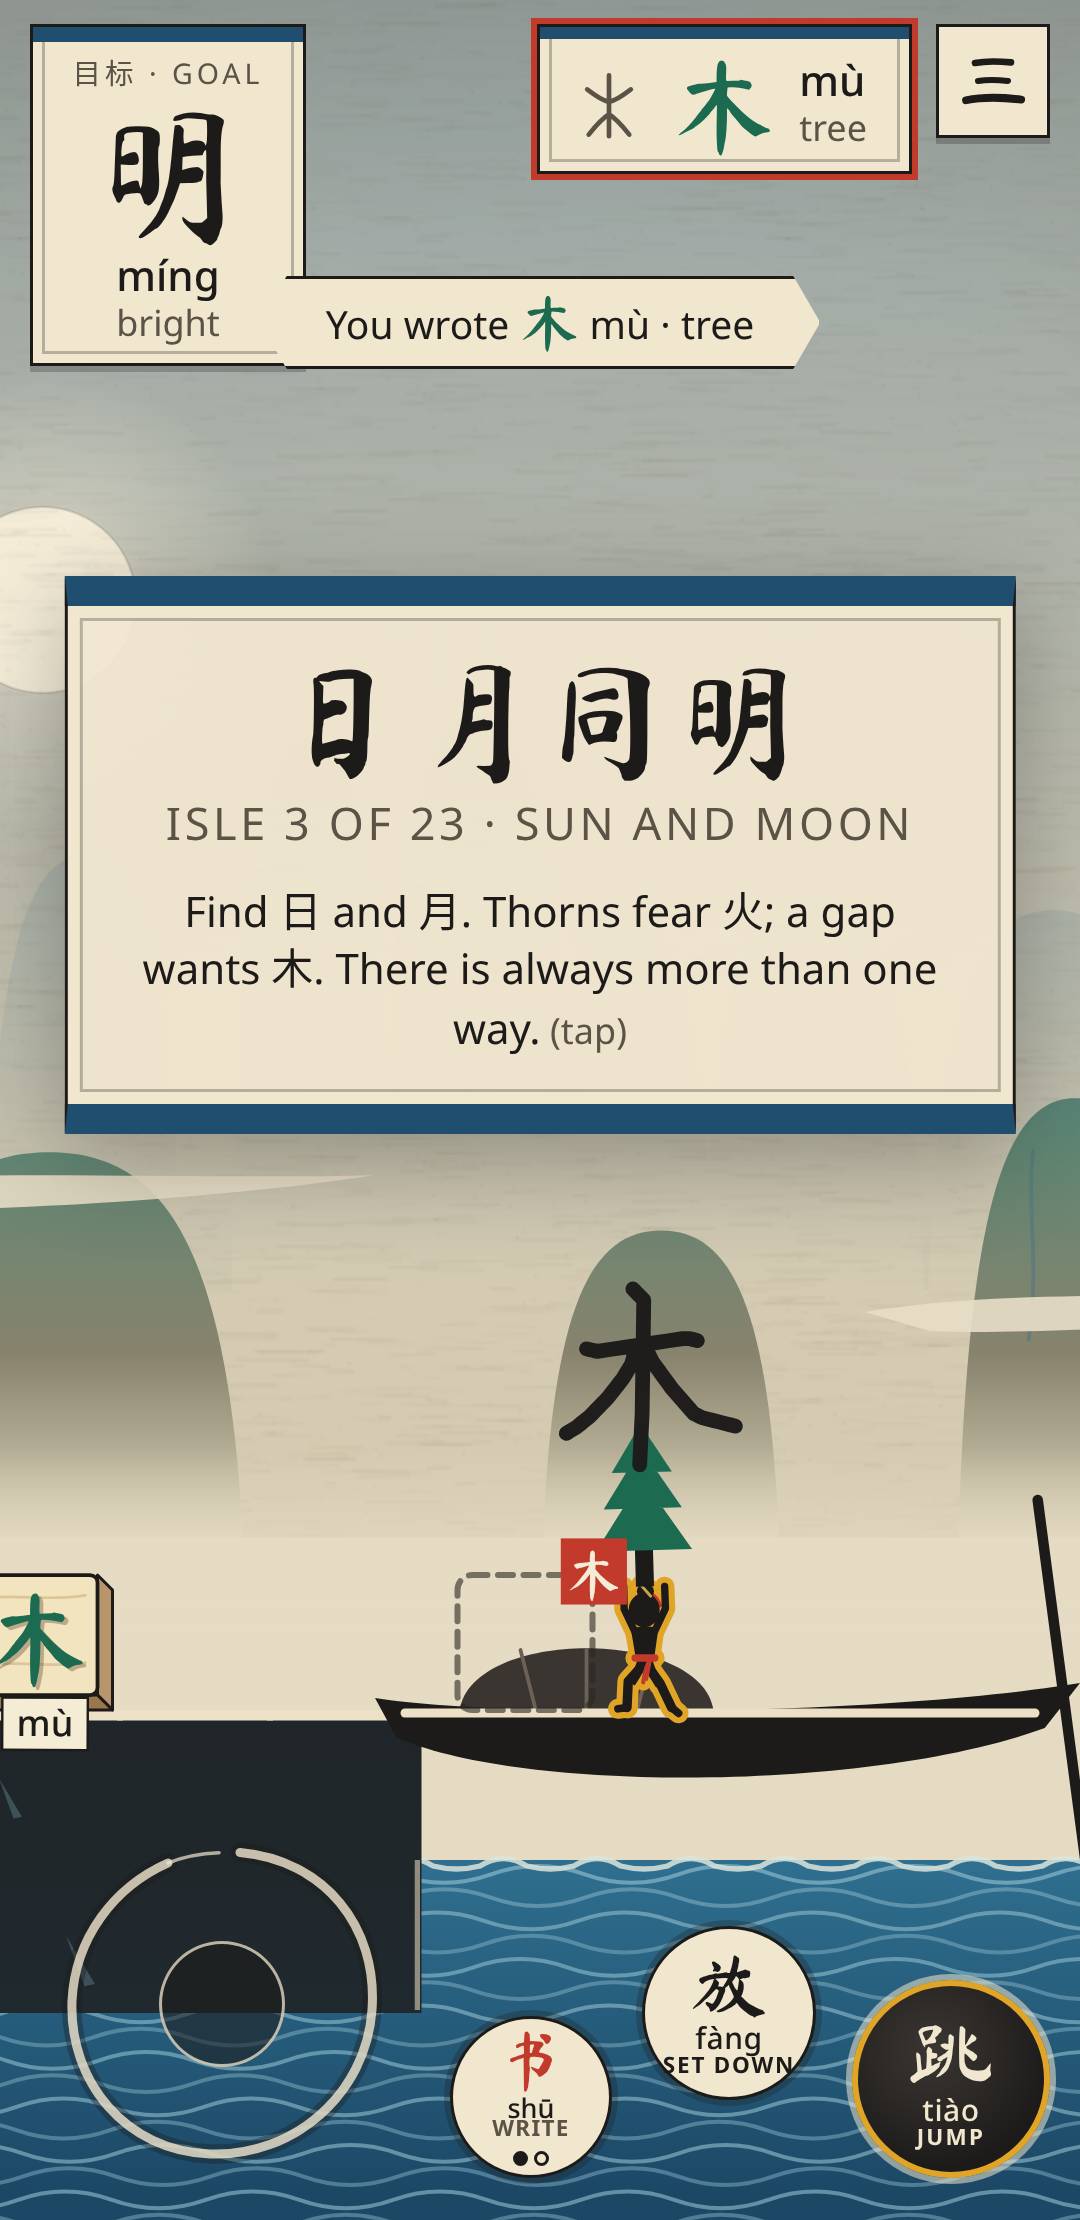 目标 · GOAL
明
míng
bright
木 mù
tree
三
You wrote 木 mù · tree
日月同明
ISLE 3 OF 23 · SUN AND MOON
Find 日 and 月. Thorns fear 火; a gap
wants 木. There is always more than one
way. (tap)
木
木
木
mù
放
fàng
SET DOWN
书
shū
WRITE
跳
tiào
JUMP